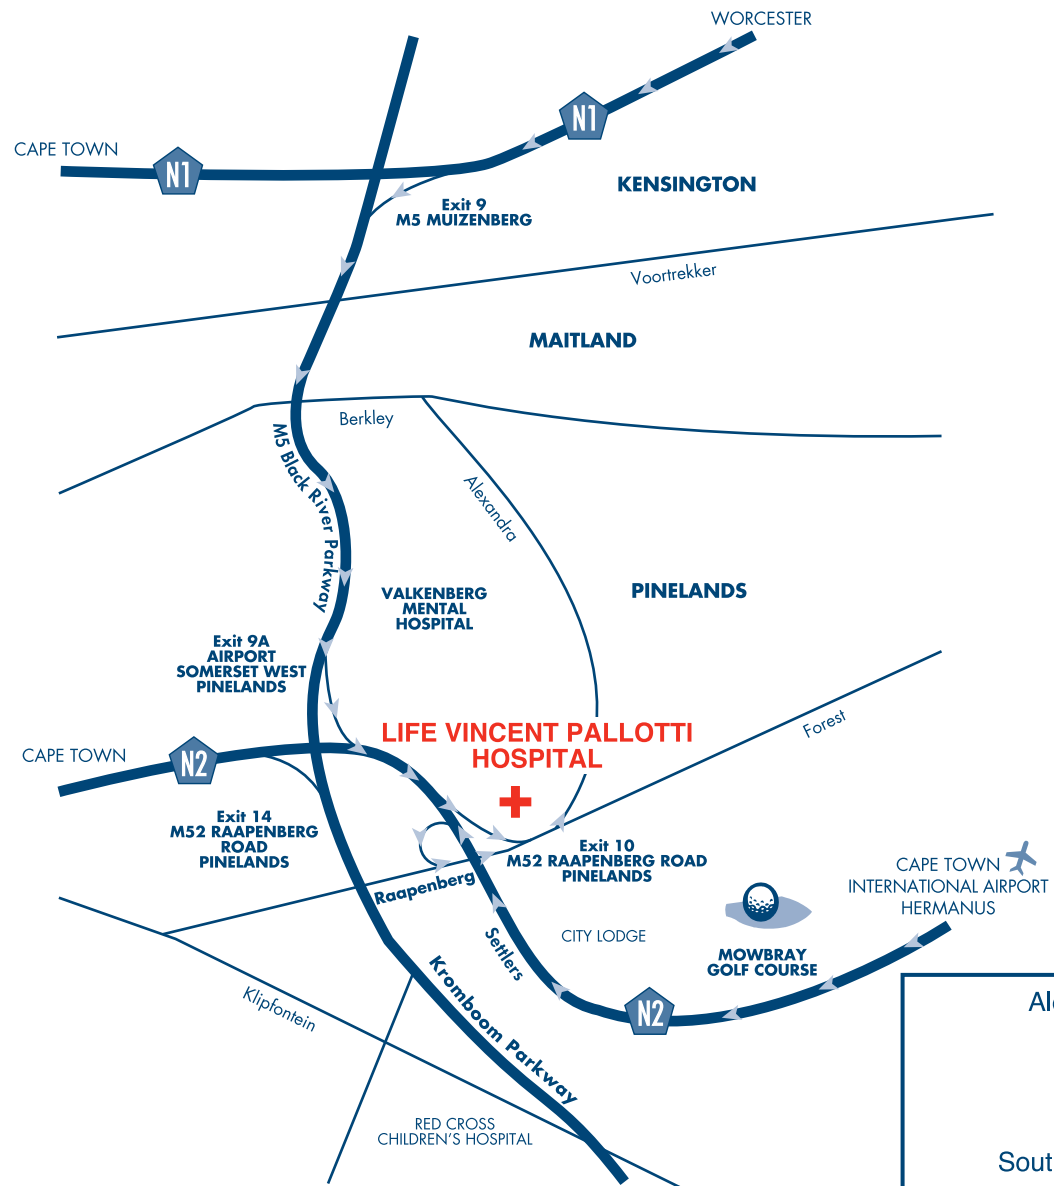 WORCESTER
N1
CAPE TOWN
N1
KENSINGTON
Exit 9
M5 MUIZENBERG
Voortrekker
MAITLAND
Berkley
M5 Black River Parkway
Alexandra
VALKENBERG
MENTAL
HOSPITAL
PINELANDS
Exit 9A
AIRPORT
SOMERSET WEST
PINELANDS
LIFE VINCENT PALLOTTI
HOSPITAL
Forest
CAPE TOWN
N2
Exit 14
M52 RAAPENBERG
ROAD
PINELANDS
Exit 10
M52 RAAPENBERG ROAD
PINELANDS
Raapenberg
CAPE TOWN
INTERNATIONAL AIRPORT
HERMANUS
Settlers
CITY LODGE
MOWBRAY
GOLF COURSE
Klipfontein
Kromboom Parkway
N2
RED CROSS
CHILDREN'S HOSPITAL